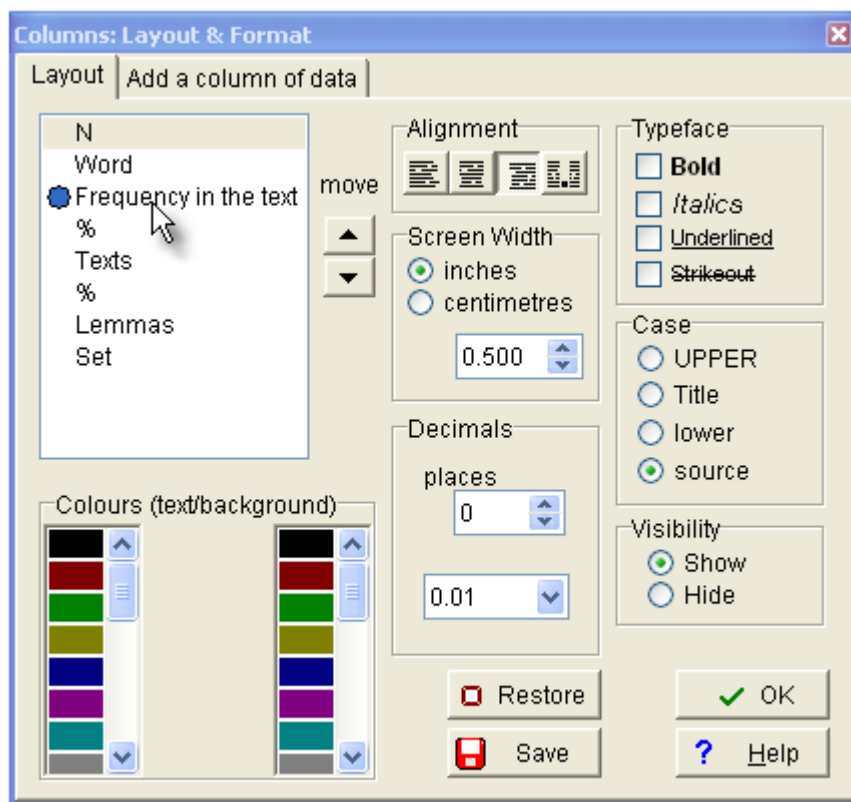 Columns: Layout & Format
Layout
Add a column of data
N
Word
Frequency in the text
%
Texts
%
Lemmas
Set
move
Alignment
Screen Width
inches
centimetres
0.500
Decimals
places
0
0.01
Typeface
Bold
Italics
Underlined
Strikeout
Case
UPPER
Title
lower
source
Visibility
Show
Hide
Colours (text/background)
Restore
OK
Save
? Help